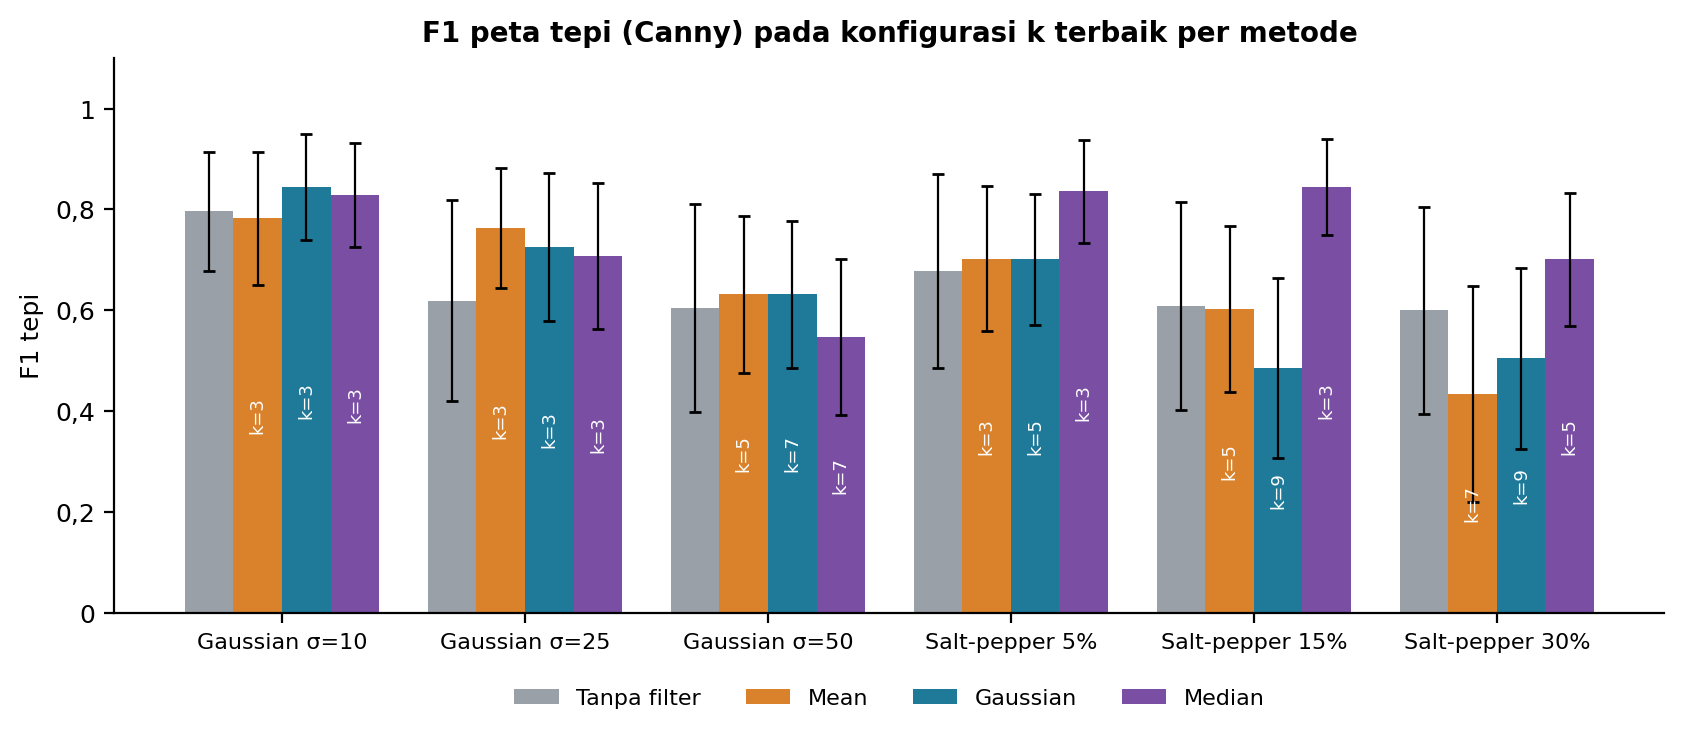 F1 peta tepi (Canny) pada konfigurasi k terbaik per metode
F1 tepi
1
0,8
0,6
0,4
0,2
0
k=3
k=3
k=3
k=3
k=3
k=3
k=5
k=7
k=7
k=3
k=5
k=3
k=5
k=9
k=3
k=7
k=9
k=5
Gaussian σ=10
Gaussian σ=25
Gaussian σ=50
Salt-pepper 5%
Salt-pepper 15%
Salt-pepper 30%
Tanpa filter
Mean
Gaussian
Median